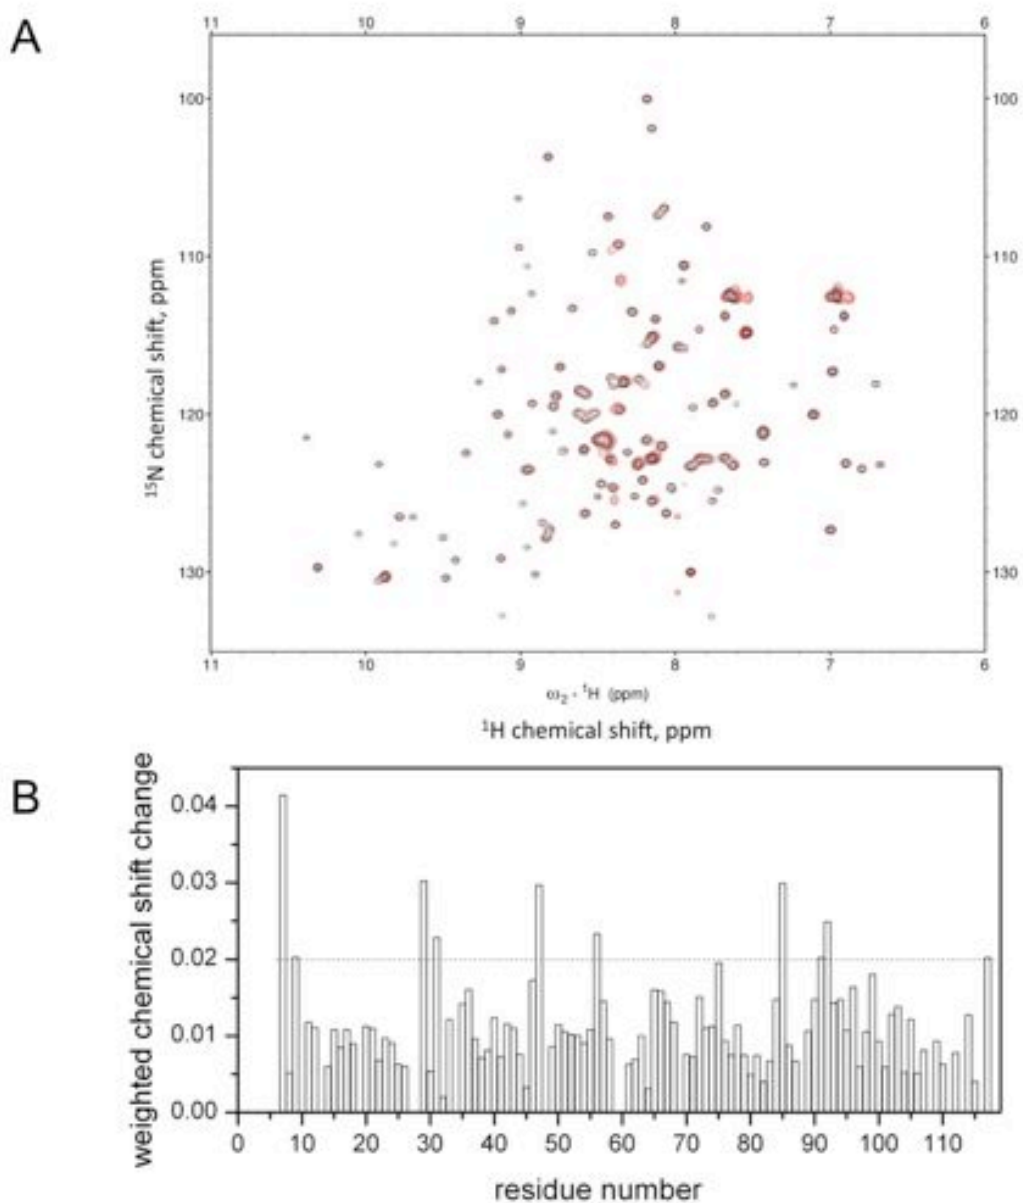 A
11 10 9 8 7 6
100 100
110 110
120 120
130 130
¹⁵N chemical shift, ppm
11 10 9 8 7 6
ω₂ - ¹H (ppm)
¹H chemical shift, ppm
B
weighted chemical shift change
0.04
0.03
0.02
0.01
0.00
0 10 20 30 40 50 60 70 80 90 100 110
residue number